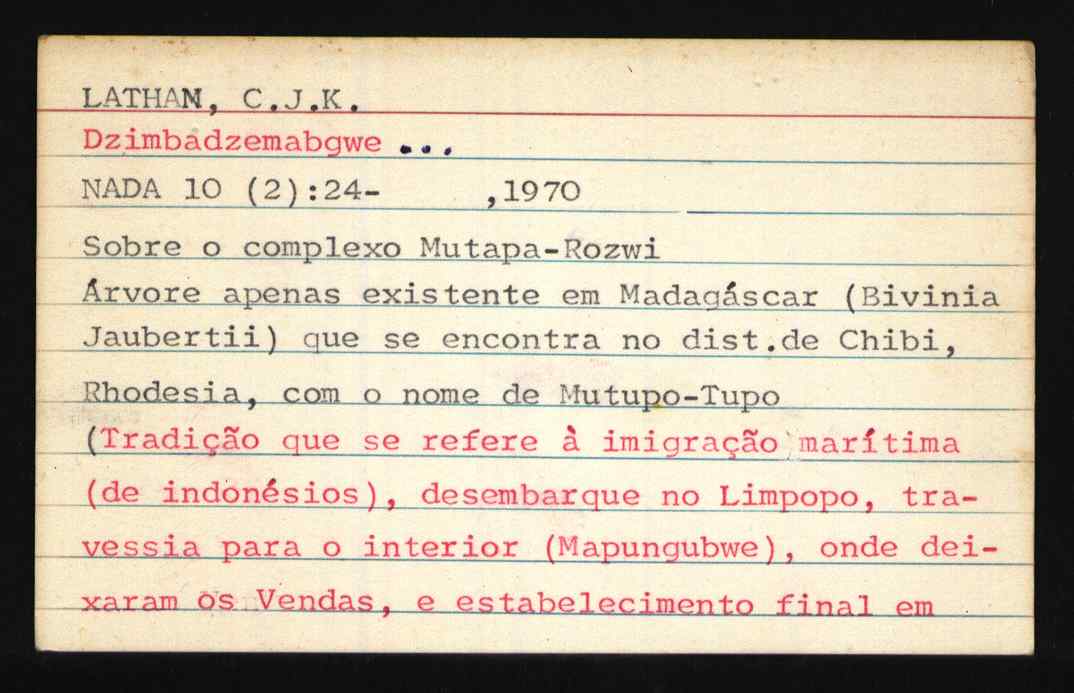 LATHAN, C.J.K.
Dzimbadzemabgwe ...
NADA 10 (2):24- ,1970
Sobre o complexo Mutapa-Rozwi
Árvore apenas existente em Madagáscar (Bivinia
Jaubertii) que se encontra no dist.de Chibi,
Rhodesia, com o nome de Mutupo-Tupo
(Tradição que se refere à imigração marítima
(de indonésios), desembarque no Limpopo, tra-
vessia para o interior (Mapungubwe), onde dei-
xaram os Vendas, e estabelecimento final em